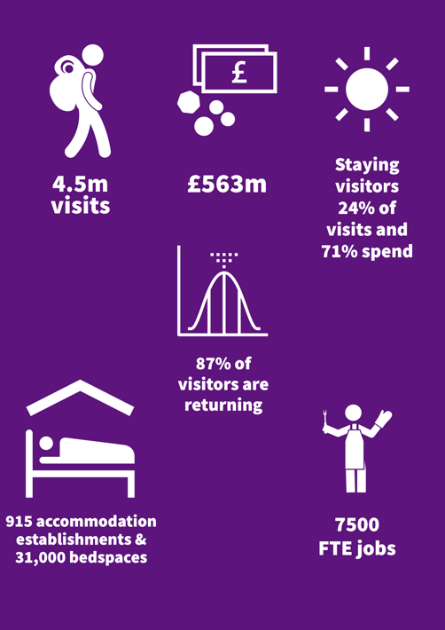 £
4.5m
visits
£563m
Staying
visitors
24% of
visits and
71% spend
87% of
visitors are
returning
915 accommodation
establishments &
31,000 bedspaces
7500
FTE jobs